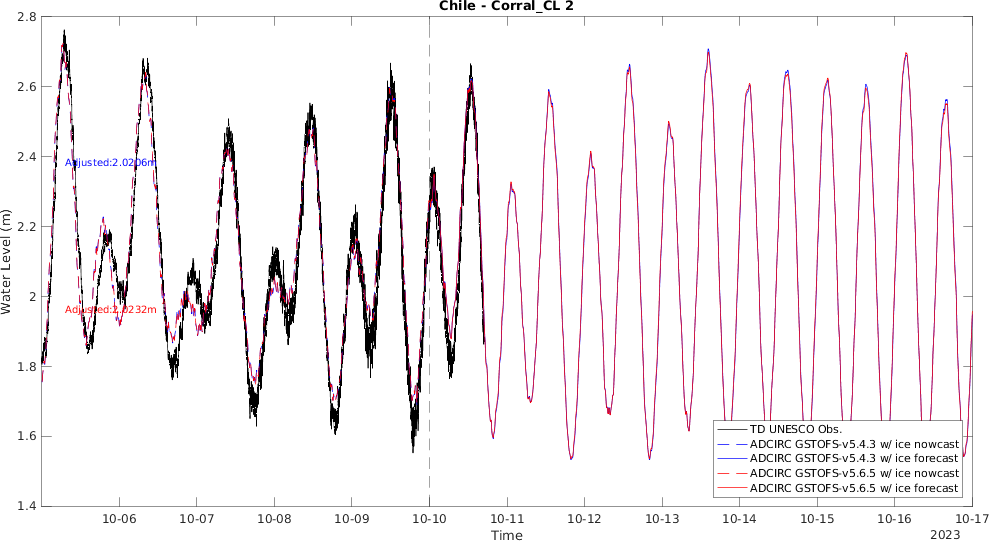 Chile - Corral_CL 2
2.8
2.6
2.4
2.2
2
1.8
1.6
1.4
Water Level (m)
Adjusted:2.0206m
Adjusted:2.0232m
TD UNESCO Obs.
ADCIRC GSTOFS-v5.4.3 w/ ice nowcast
ADCIRC GSTOFS-v5.4.3 w/ ice forecast
ADCIRC GSTOFS-v5.6.5 w/ ice nowcast
ADCIRC GSTOFS-v5.6.5 w/ ice forecast
10-06 10-07 10-08 10-09 10-10 10-11 10-12 10-13 10-14 10-15 10-16 10-17
Time
2023